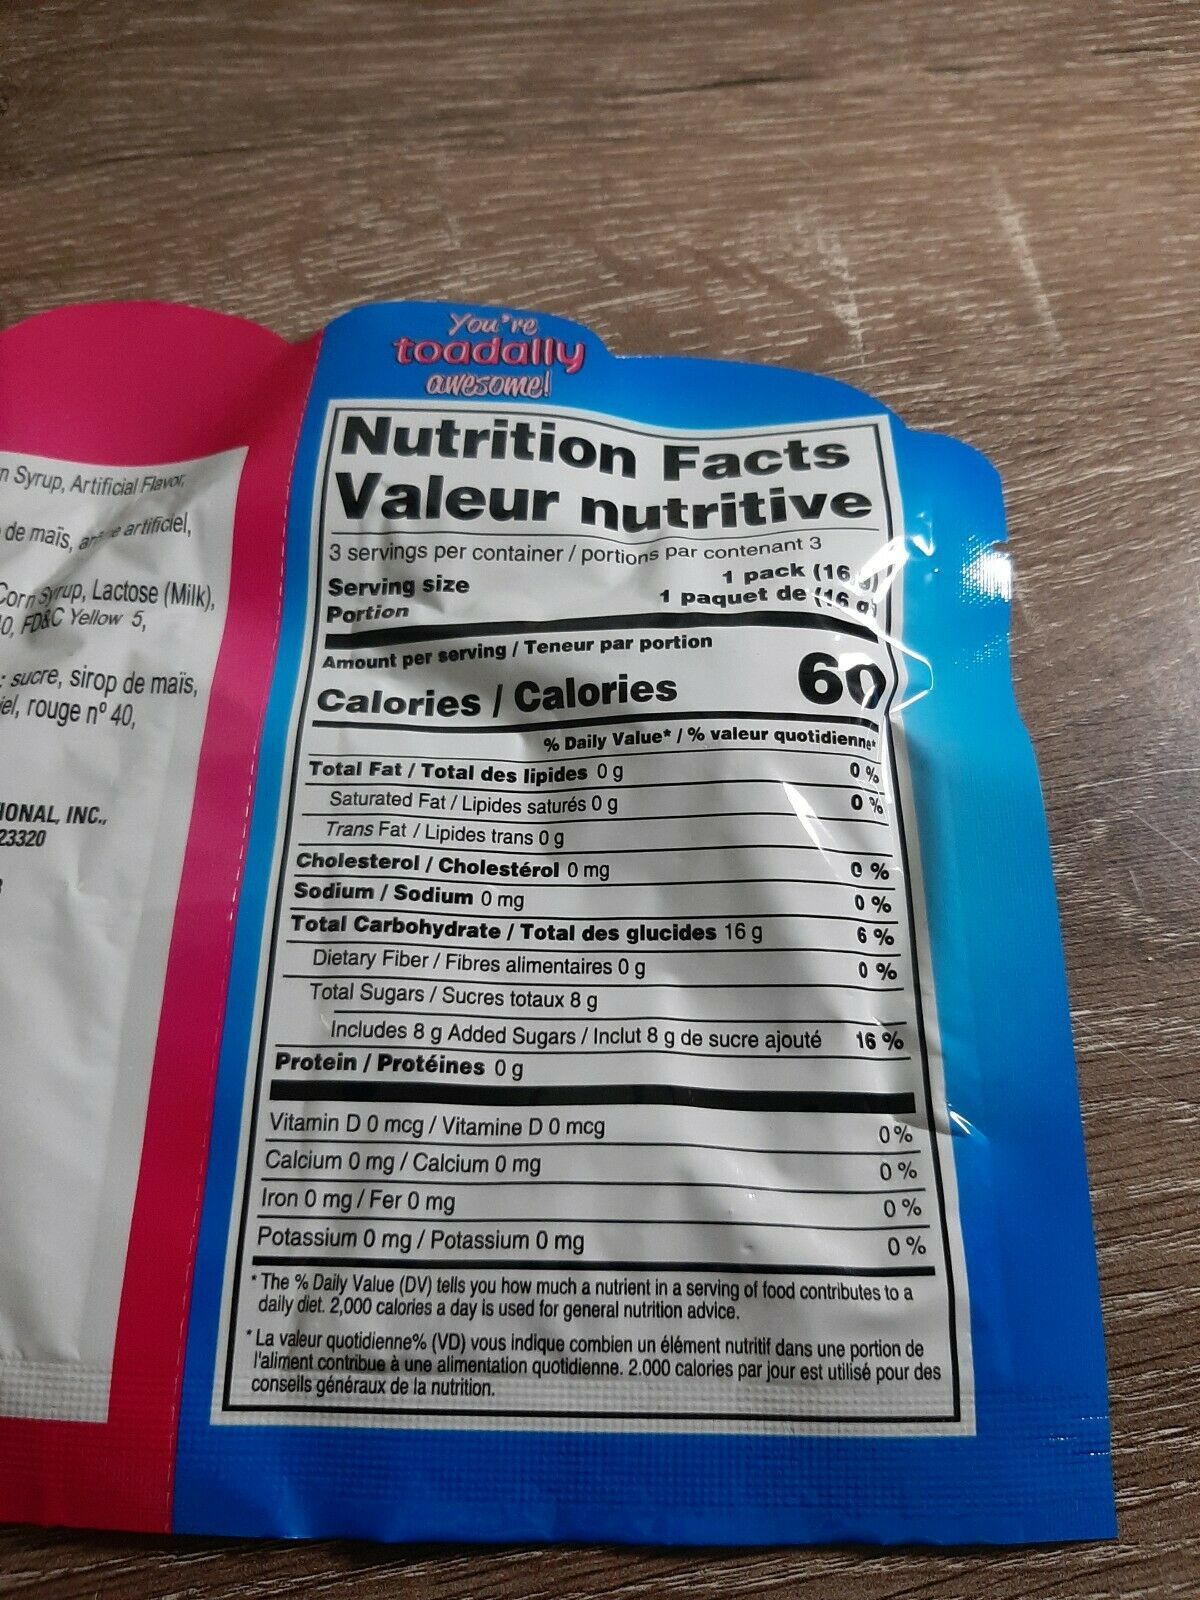 You're
toadally
awesome!
Nutrition Facts
Valeur nutritive
3 servings per container / portions par contenant 3
Serving size 1 pack (16 g)
Portion 1 paquet de (16 g)
Amount per serving / Teneur par portion
Calories / Calories 60
% Daily Value* / % valeur quotidienne*
Total Fat / Total des lipides 0 g 0 %
Saturated Fat / Lipides saturés 0 g 0 %
Trans Fat / Lipides trans 0 g
Cholesterol / Cholestérol 0 mg 0 %
Sodium / Sodium 0 mg 0 %
Total Carbohydrate / Total des glucides 16 g 6 %
Dietary Fiber / Fibres alimentaires 0 g 0 %
Total Sugars / Sucres totaux 8 g
Includes 8 g Added Sugars / Inclut 8 g de sucre ajouté 16 %
Protein / Protéines 0 g
Vitamin D 0 mcg / Vitamine D 0 mcg 0%
Calcium 0 mg / Calcium 0 mg 0 %
Iron 0 mg / Fer 0 mg 0 %
Potassium 0 mg / Potassium 0 mg 0 %
* The % Daily Value (DV) tells you how much a nutrient in a serving of food contributes to a
daily diet. 2,000 calories a day is used for general nutrition advice.
* La valeur quotidienne% (VD) vous indique combien un élément nutritif dans une portion de
l'aliment contribue à une alimentation quotidienne. 2.000 calories par jour est utilisé pour des
conseils généraux de la nutrition.
Syrup, Artificial Flavor,
de maïs, artificiel,
Corn Syrup, Lactose (Milk),
0, FD&C Yellow 5,
: sucre, sirop de maïs,
rouge nº 40,
IONAL, INC.,
23320